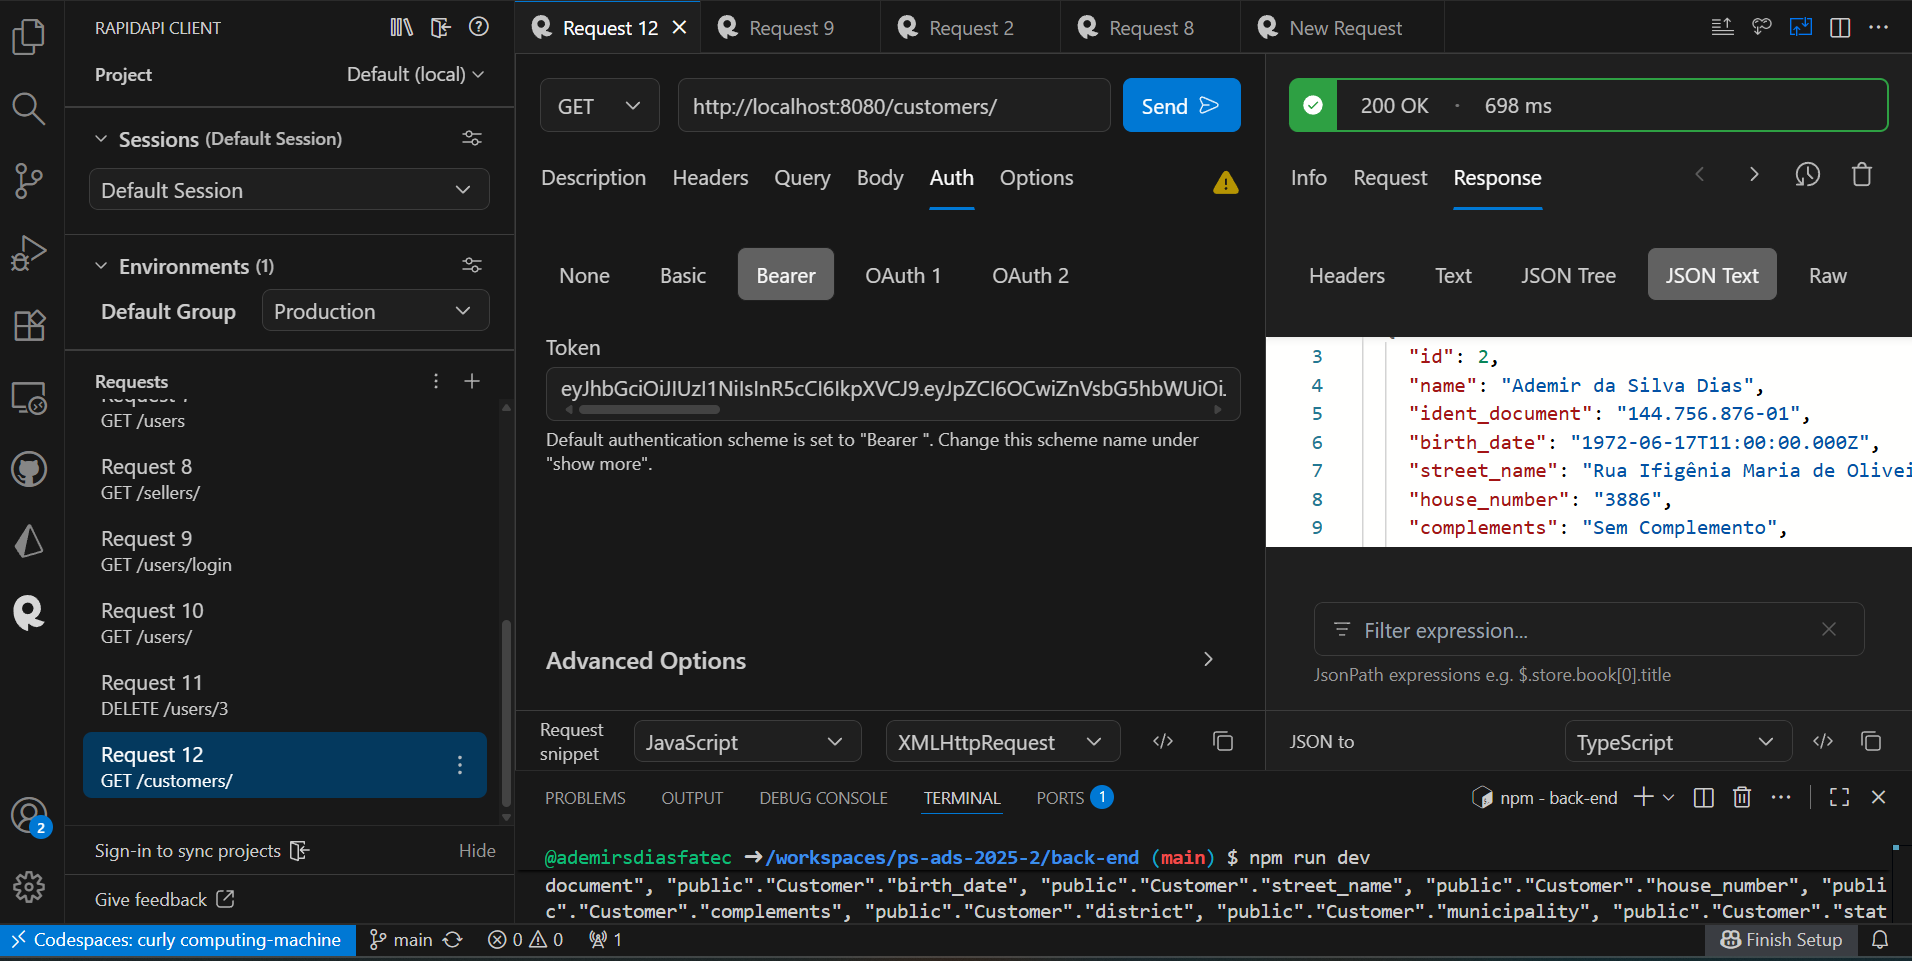 RAPIDAPI CLIENT
Project
Default (local)
Sessions (Default Session)
Default Session
Environments (1)
Default Group
Production
Requests
Request 7
GET /users
Request 8
GET /sellers/
Request 9
GET /users/login
Request 10
GET /users/
Request 11
DELETE /users/3
Request 12
GET /customers/
Sign-in to sync projects
Hide
Give feedback
2
Request 12
Request 9
Request 2
Request 8
New Request
GET
http://localhost:8080/customers/
Send
Description Headers Query Body Auth Options
None Basic Bearer OAuth 1 OAuth 2
Token
eyJhbGciOiJIUzI1NiIsInR5cCI6IkpXVCJ9.eyJpZCI6OCwiZnVsbG5hbWUiOi.
Default authentication scheme is set to "Bearer ". Change this scheme name under
"show more".
Advanced Options
Request
snippet
JavaScript
XMLHttpRequest
200 OK · 698 ms
Info Request Response
Headers Text JSON Tree JSON Text Raw
3 "id": 2,
4 "name": "Ademir da Silva Dias",
5 "ident_document": "144.756.876-01",
6 "birth_date": "1972-06-17T11:00:00.000Z",
7 "street_name": "Rua Ifigênia Maria de Olivei
8 "house_number": "3886",
9 "complements": "Sem Complemento",
Filter expression...
JsonPath expressions e.g. $.store.book[0].title
JSON to
TypeScript
PROBLEMS OUTPUT DEBUG CONSOLE TERMINAL PORTS 1
npm - back-end
@ademirsdiasfatec ➜/workspaces/ps-ads-2025-2/back-end (main) $ npm run dev
document", "public"."Customer"."birth_date", "public"."Customer"."street_name", "public"."Customer"."house_number", "publi
c"."Customer"."complements", "public"."Customer"."district", "public"."Customer"."municipality", "public"."Customer"."stat
Codespaces: curly computing-machine
main
0 0
1
Finish Setup